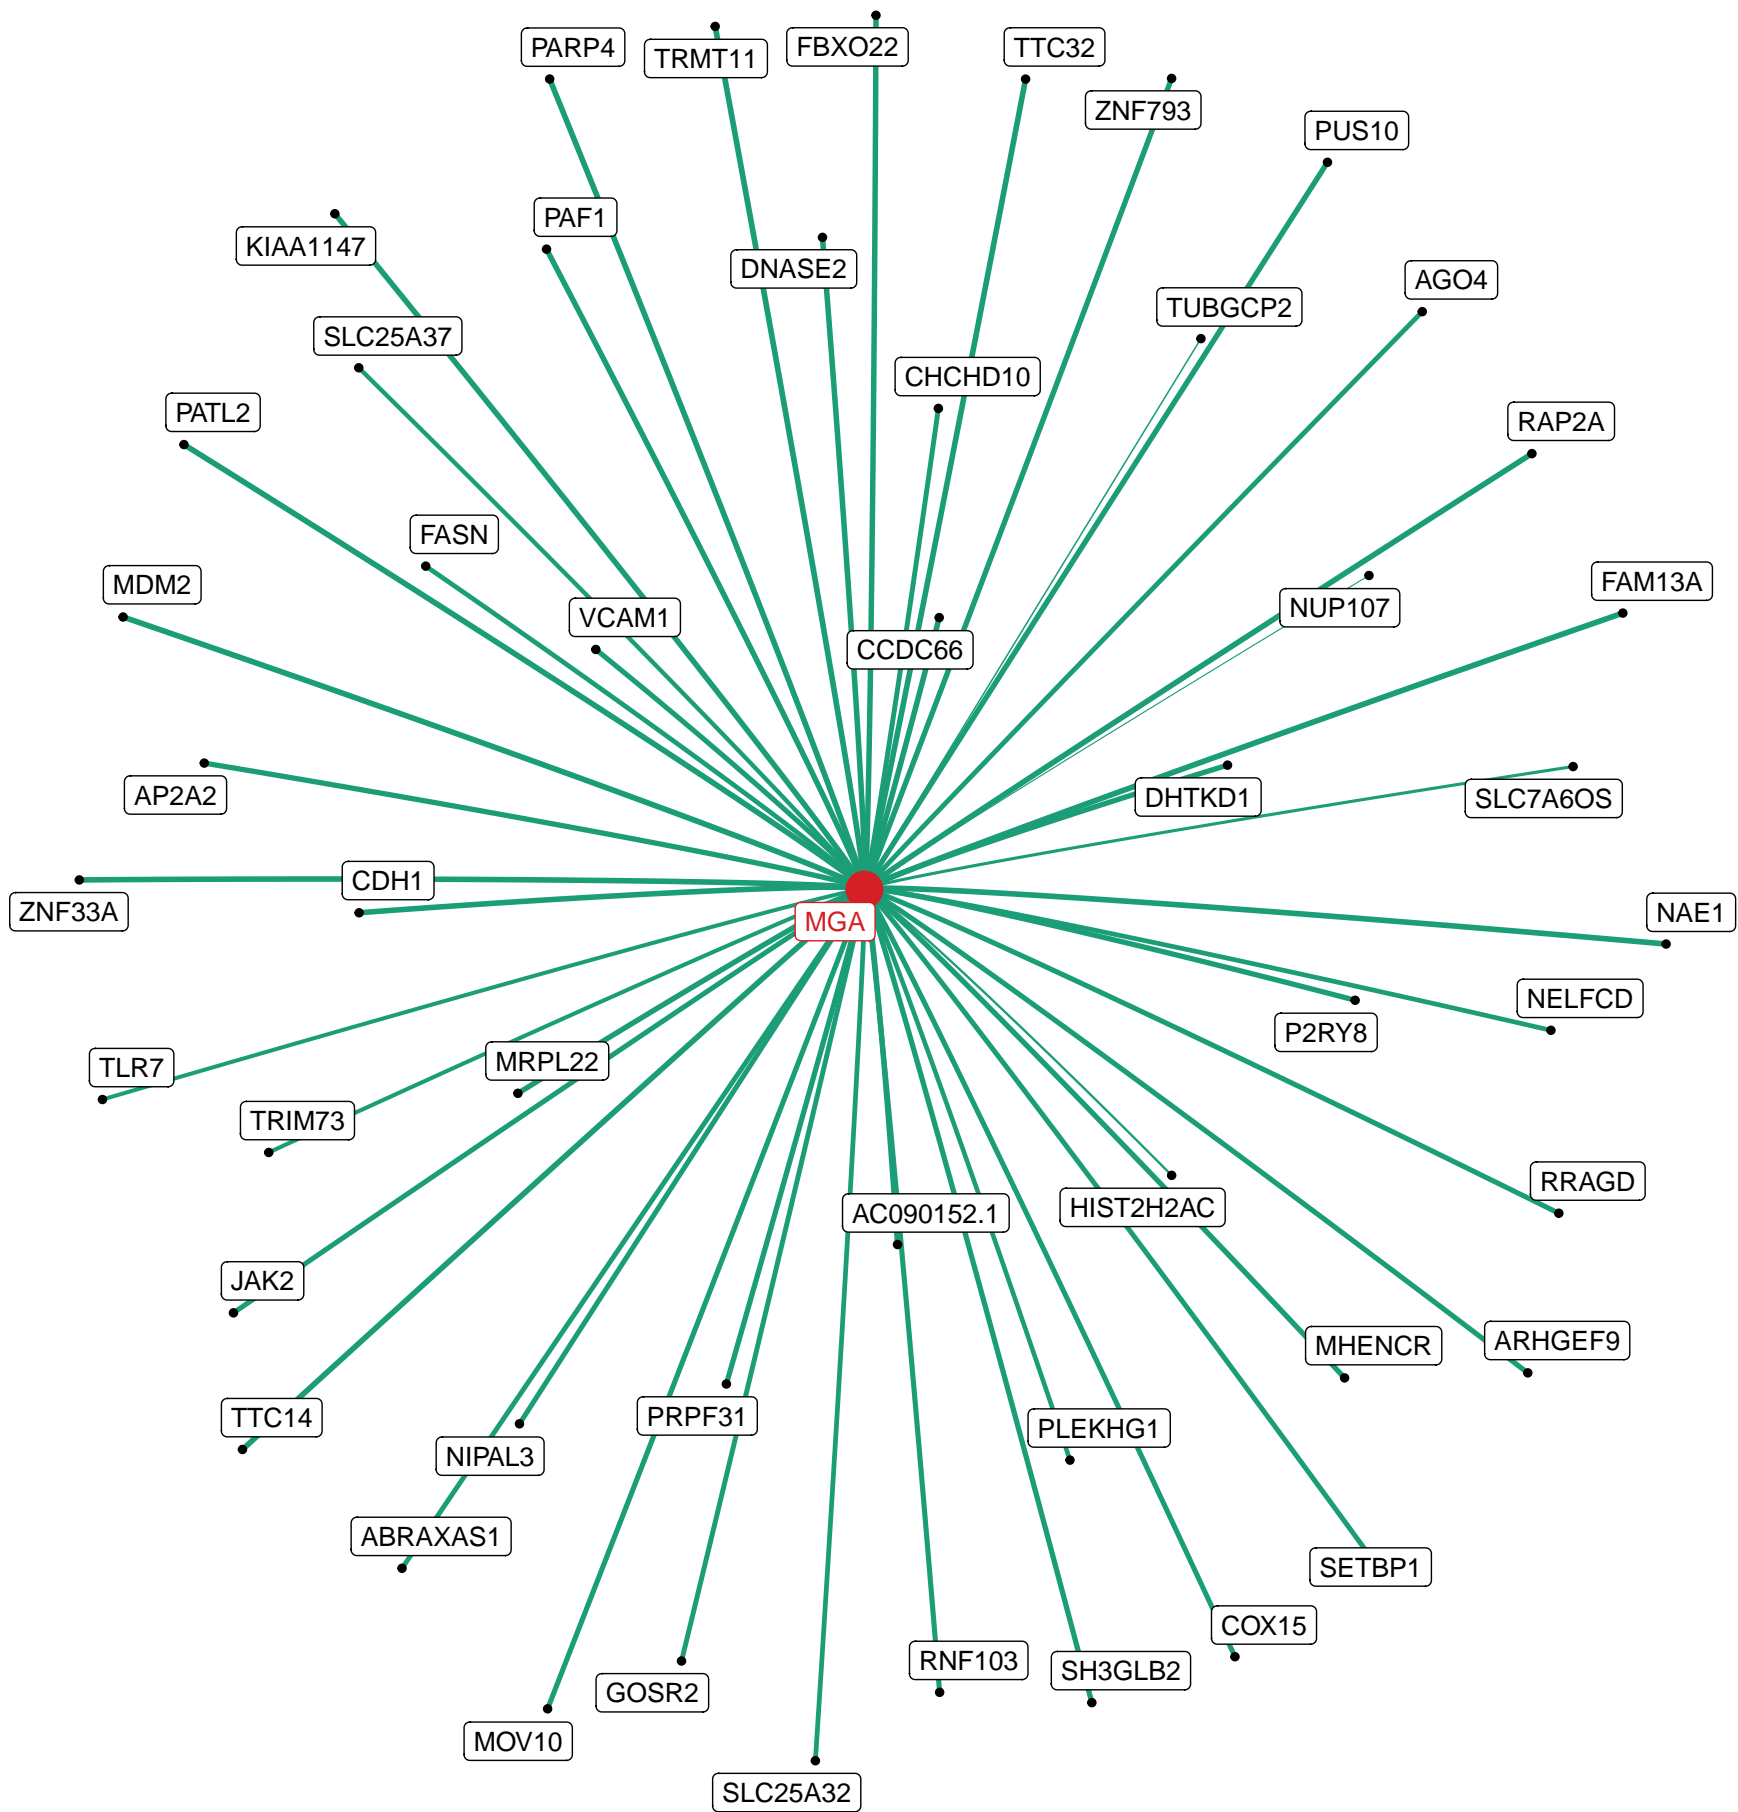 PARP4
TRMT11
FBXO22
TTC32
ZNF793
PUS10
PAF1
KIAA1147
DNASE2
AGO4
TUBGCP2
SLC25A37
CHCHD10
PATL2
RAP2A
FASN
MDM2
FAM13A
NUP107
VCAM1
CCDC66
AP2A2
DHTKD1
SLC7A6OS
CDH1
ZNF33A
NAE1
MGA
NELFCD
P2RY8
MRPL22
TLR7
TRIM73
RRAGD
HIST2H2AC
AC090152.1
JAK2
ARHGEF9
MHENCR
TTC14
PRPF31
PLEKHG1
NIPAL3
ABRAXAS1
SETBP1
COX15
RNF103
SH3GLB2
GOSR2
MOV10
SLC25A32